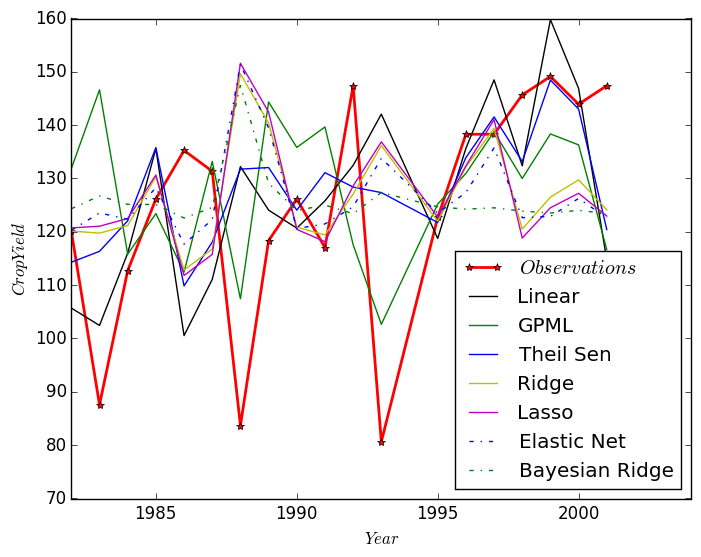 160
150
140
130
120
110
100
90
80
70
CropYield
1985
1990
1995
2000
Year
Observations
Linear
GPML
Theil Sen
Ridge
Lasso
Elastic Net
Bayesian Ridge